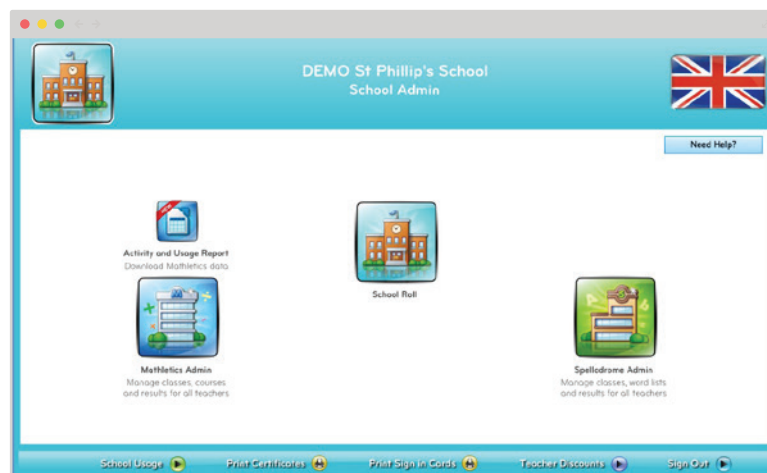 DEMO St Phillip's School
School Admin
Need Help?
NEW
Activity and Usage Report
Download Mathletics data
School Roll
Mathletics Admin
Manage classes, courses
and results for all teachers
Spellodrome Admin
Manage classes, word lists
and results for all teachers
School Usage
Print Certificates
Print Sign in Cards
Teacher Discounts
Sign Out